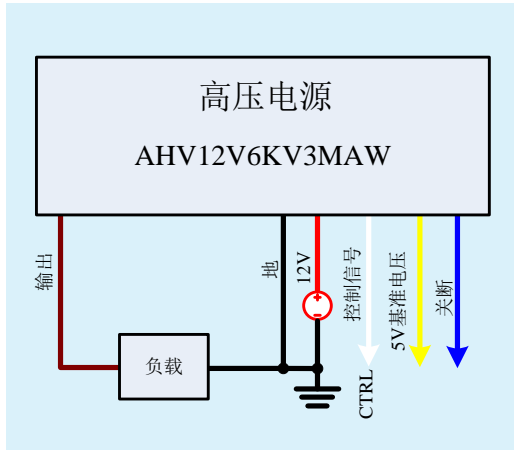 高压电源
AHV12V6KV3MAW
输出
地
12V
控制信号
5V基准电压
关断
负载
CTRL